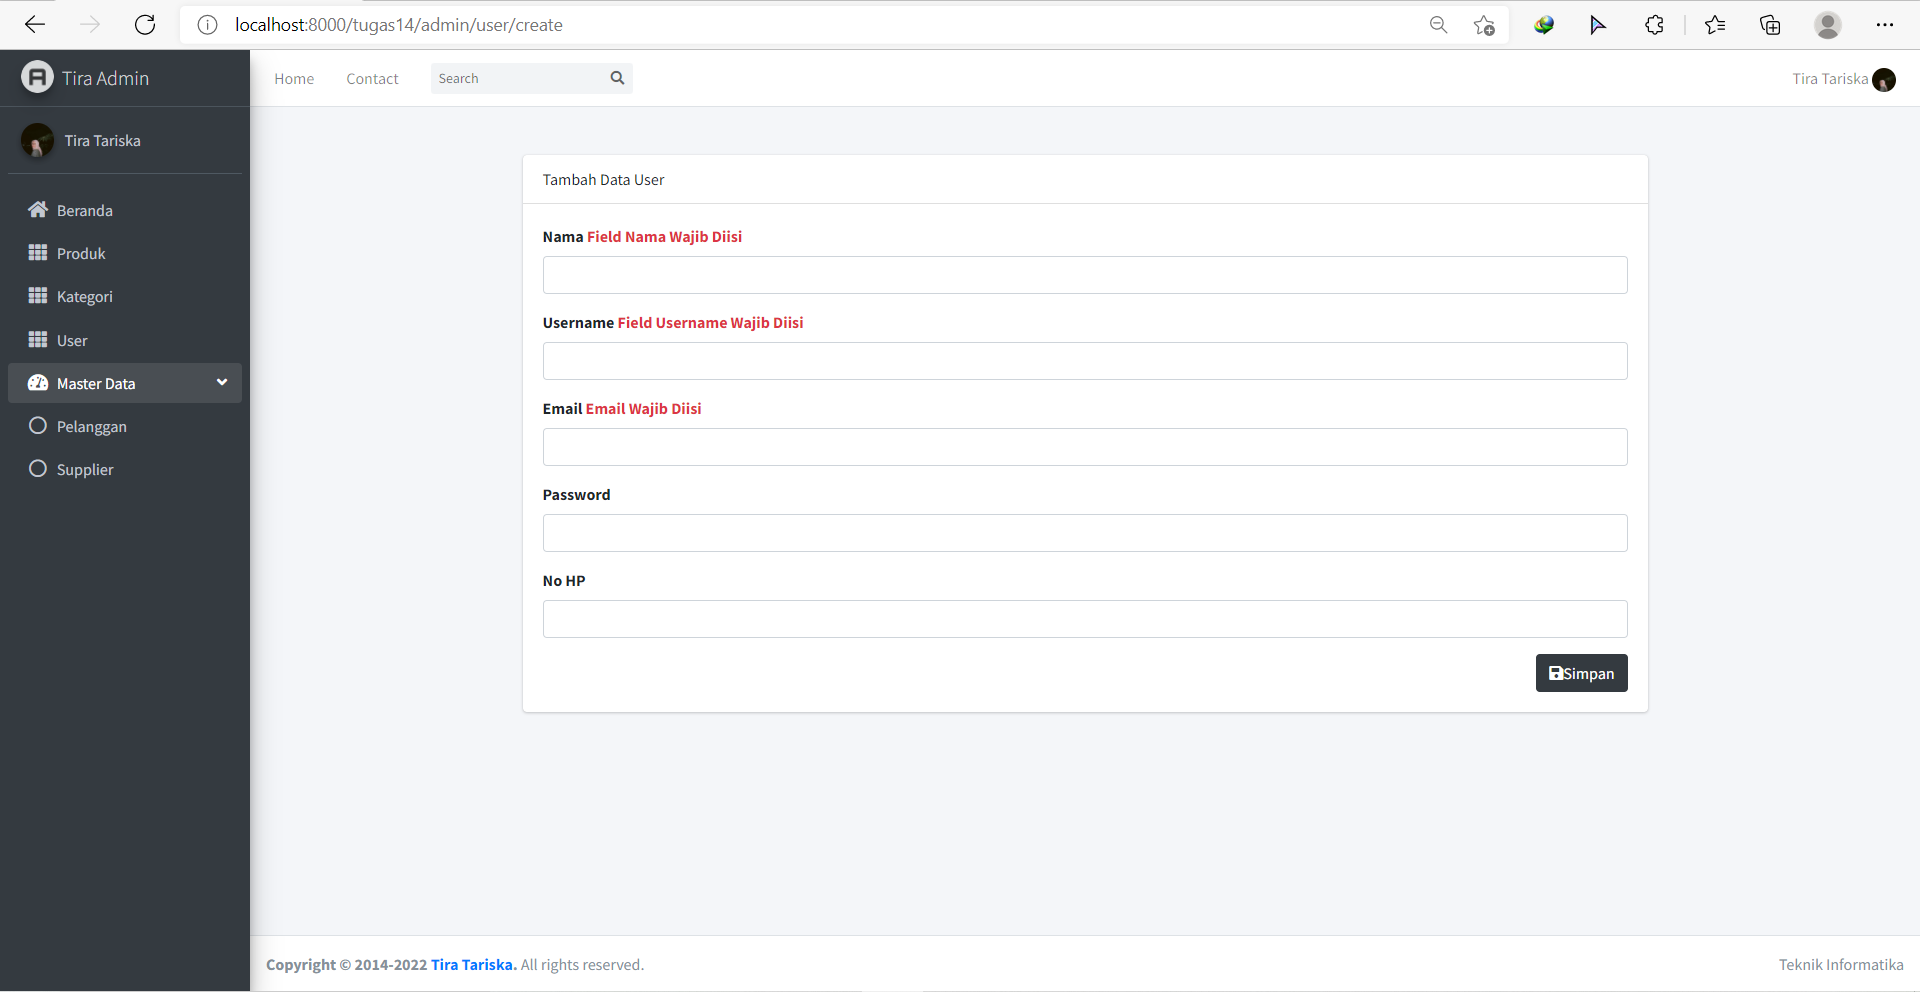 localhost:8000/tugas14/admin/user/create
Tira Admin
Home Contact Search Tira Tariska
Tira Tariska
Beranda
Produk
Kategori
User
Master Data
Pelanggan
Supplier
Tambah Data User
Nama Field Nama Wajib Diisi
Username Field Username Wajib Diisi
Email Email Wajib Diisi
Password
No HP
Simpan
Copyright © 2014-2022 Tira Tariska. All rights reserved.
Teknik Informatika